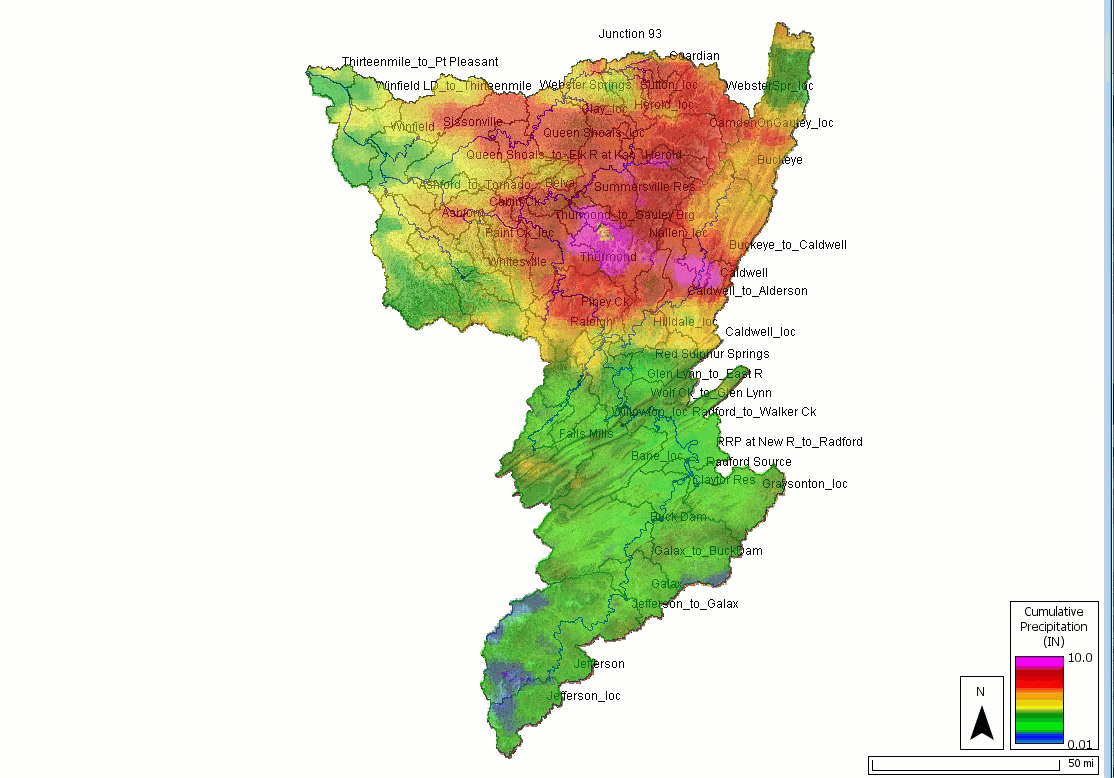 Junction 93
Guardian
Thirteenmile_to_Pt Pleasant
Winfield LD_to_Thirteenmile
Webster Springs
Sutton_loc
WebsterSpr_loc
Clay_loc
Herold_loc
Winfield
Sissonville
CamdenOnGauley_loc
Queen Shoals_loc
Queen Shoals_to_Elk R at Kan
Herold
Buckeye
Ashford_to_Tornado
Belva
Summersville Res
Cabin Ck
Ashford
Thurmond_to_Gauley Brg
Paint Ck_loc
Nallen_loc
Buckeye_to_Caldwell
Whitesville
Thurmond
Caldwell
Caldwell_to_Alderson
Piney Ck
Raleigh
Hilldale_loc
Caldwell_loc
Red Sulphur Springs
Glen Lynn_to_East R
Wolf Ck_to_Glen Lynn
Willowton_loc
Radford_to_Walker Ck
Falls Mills
RRP at New R_to_Radford
Bane_loc
Radford Source
Claytor Res
Graysonton_loc
Buck Dam
Galax_to_BuckDam
Galax
Jefferson_to_Galax
Jefferson
Jefferson_loc
Cumulative
Precipitation
(IN)
10.0
0.01
N
50 mi